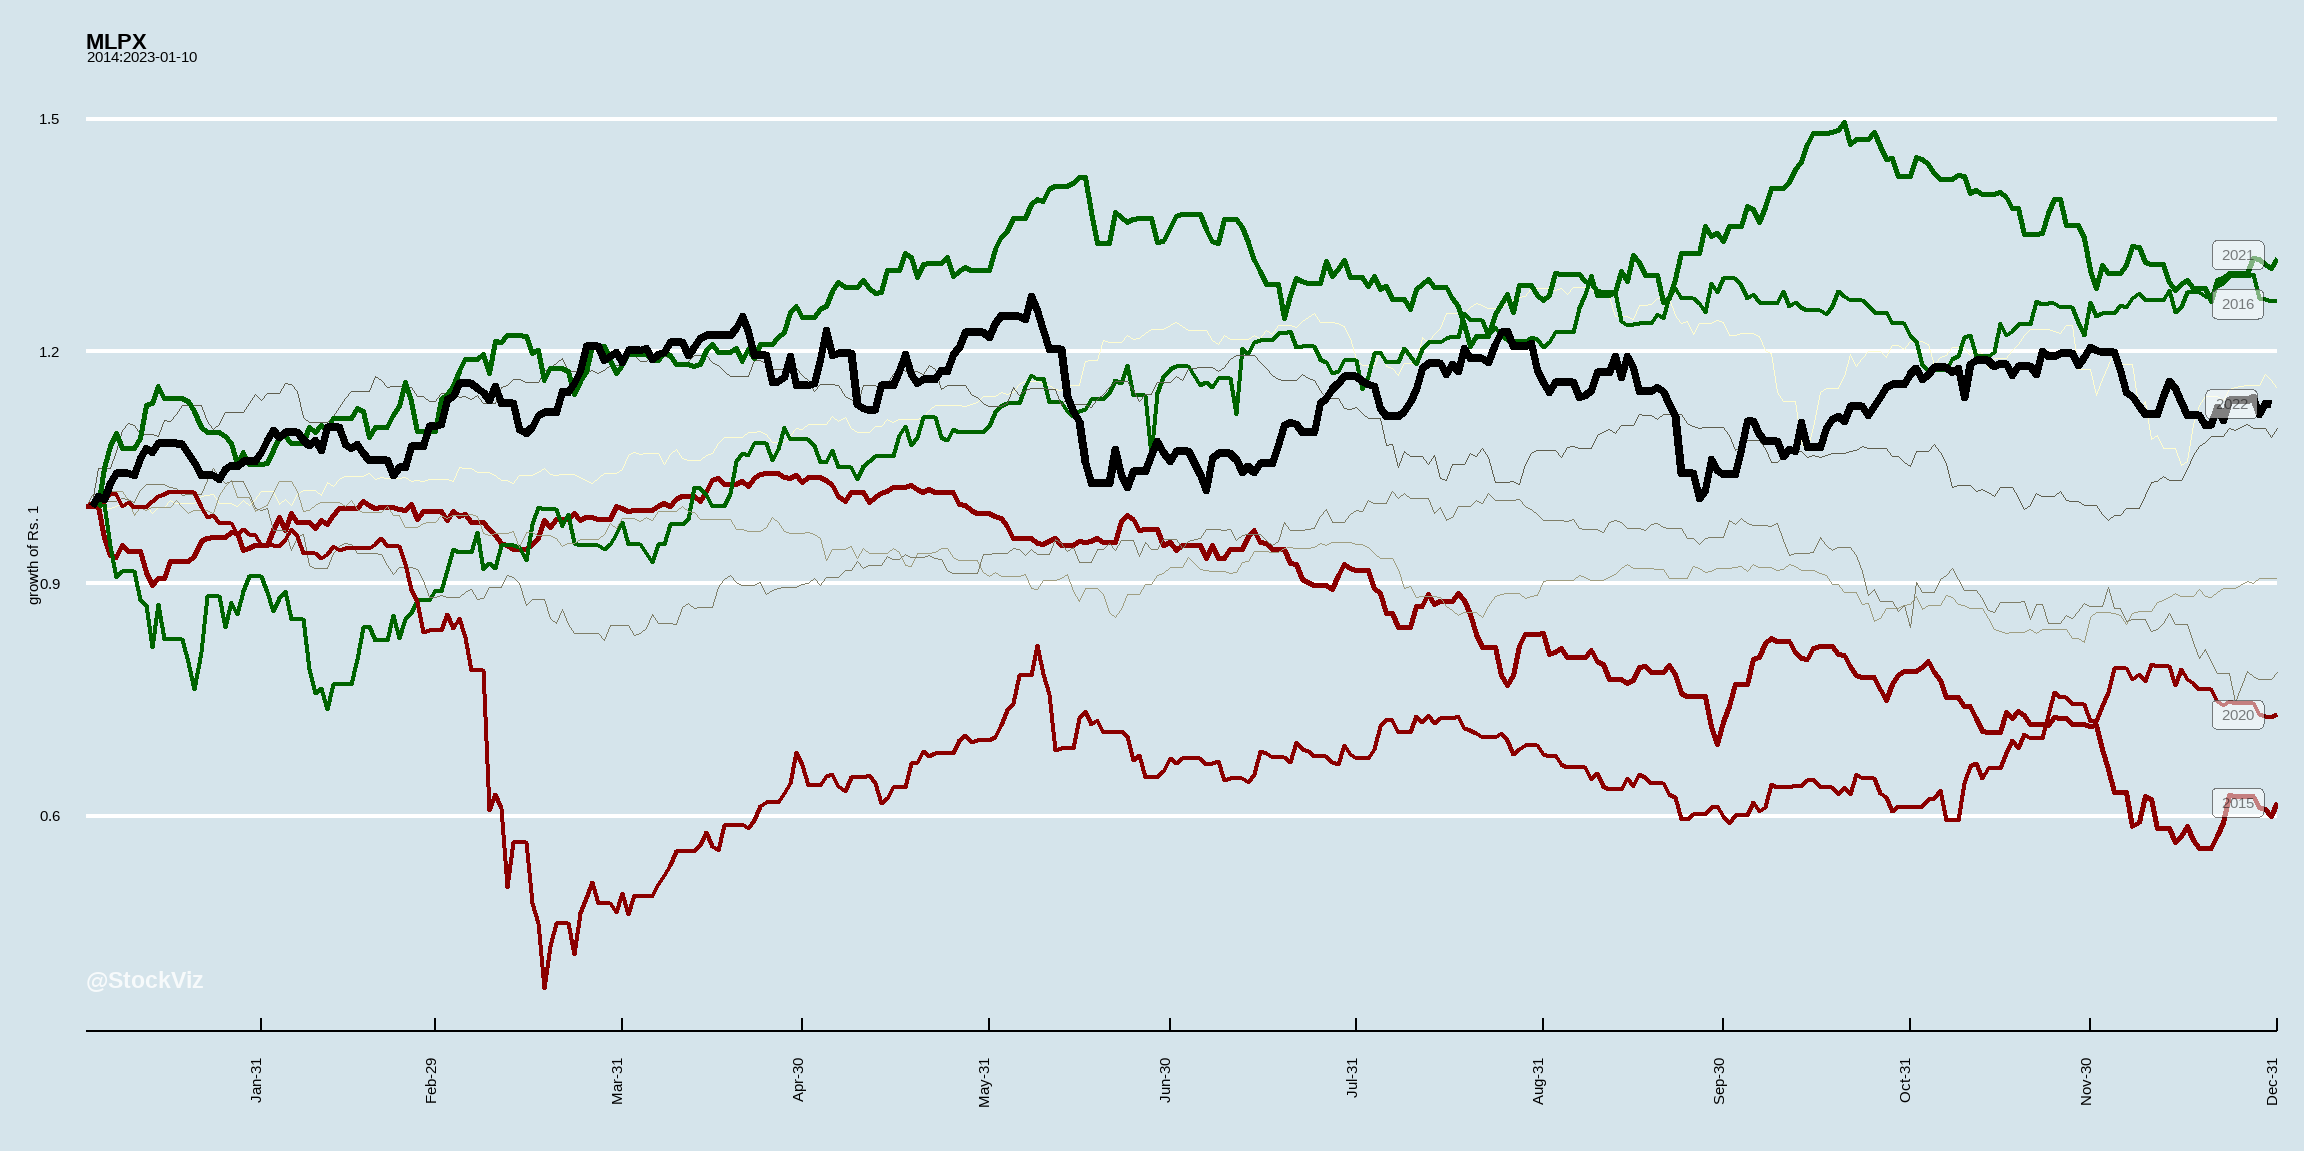 MLPX
2014:2023-01-10
1.5
1.2
0.9
0.6
growth of Rs. 1
2021
2016
2022
2020
2015
@StockViz
Jan-31
Feb-29
Mar-31
Apr-30
May-31
Jun-30
Jul-31
Aug-31
Sep-30
Oct-31
Nov-30
Dec-31